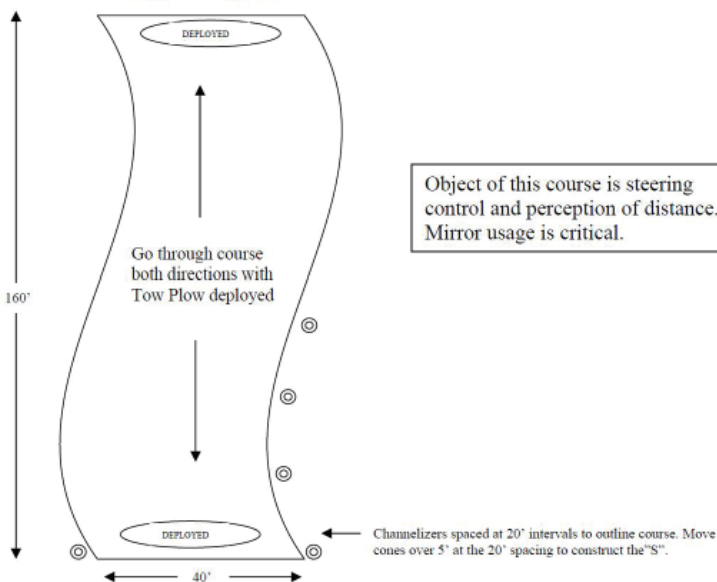 DEPLOYED
Object of this course is steering
control and perception of distance.
Mirror usage is critical.
Go through course
both directions with
Tow Plow deployed
160’
DEPLOYED
Channelizers spaced at 20’ intervals to outline course. Move
cones over 5’ at the 20’ spacing to construct the”S”.
40’